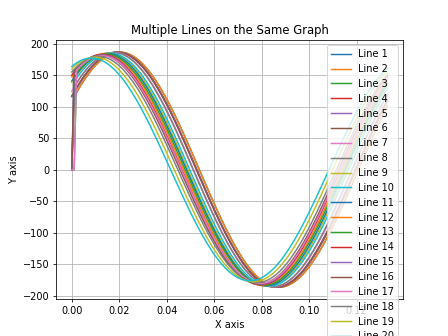 Multiple Lines on the Same Graph
200
150
100
50
0
−50
−100
−150
−200
Y axis
0.00
0.02
0.04
0.06
0.08
0.10
X axis
Line 1
Line 2
Line 3
Line 4
Line 5
Line 6
Line 7
Line 8
Line 9
Line 10
Line 11
Line 12
Line 13
Line 14
Line 15
Line 16
Line 17
Line 18
Line 19
Line 20